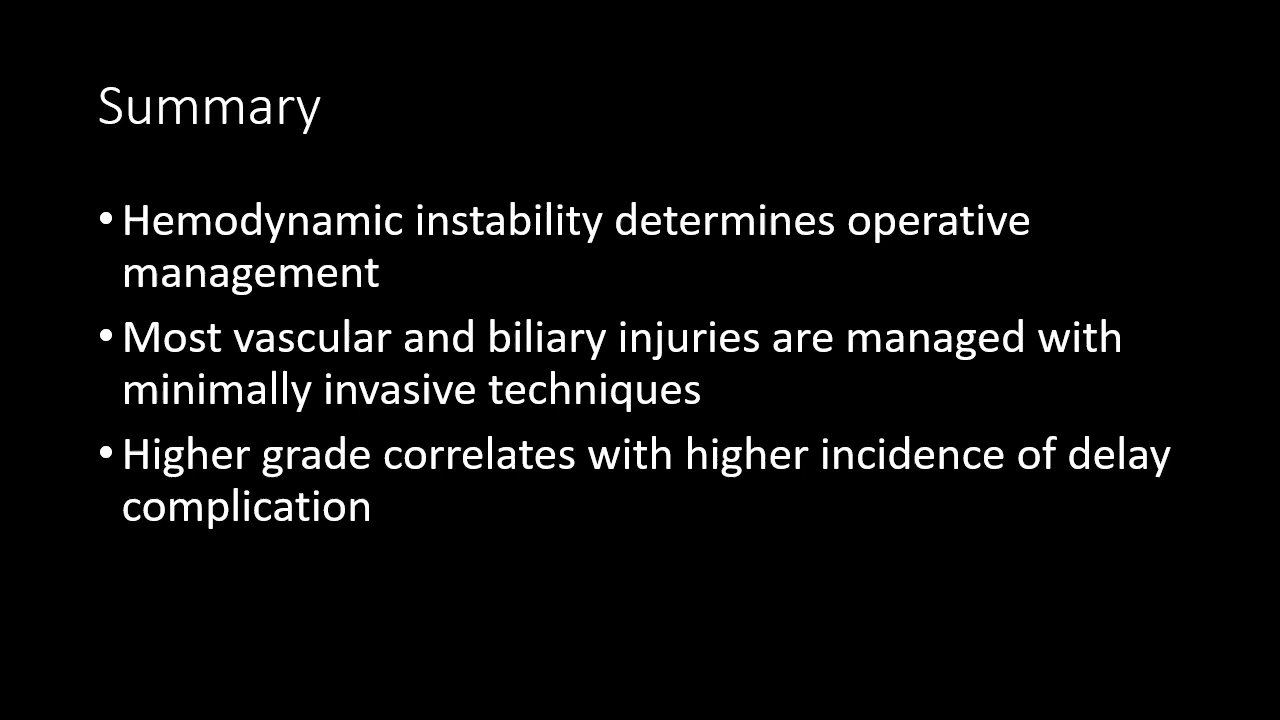 Summary
• Hemodynamic instability determines operative
management
• Most vascular and biliary injuries are managed with
minimally invasive techniques
• Higher grade correlates with higher incidence of delay
complication